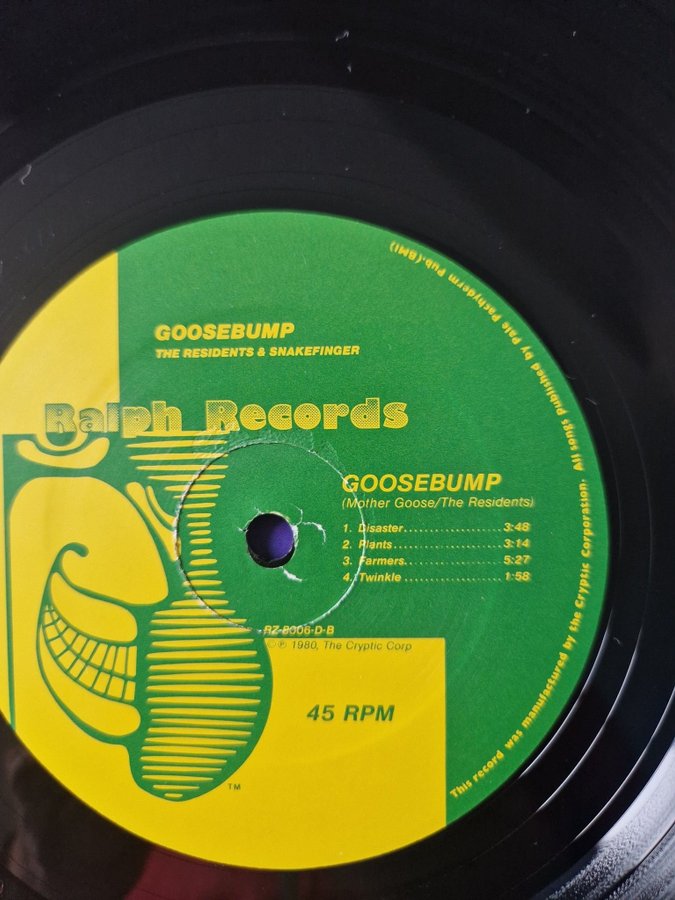 GOOSEBUMP
THE RESIDENTS & SNAKEFINGER
Ralph Records
GOOSEBUMP
(Mother Goose/The Residents)
1. Disaster.................... 3:48
2. Plants...................... 3:14
3. Farmers.................... 5:27
4. Twinkle .................... 1:58
RZ-8006-D-B
©℗ 1980, The Cryptic Corp
45 RPM
TM
This record was manufactured by the Cryptic Corporation. All songs published by Pale Pachyderm Pub.(BMI)